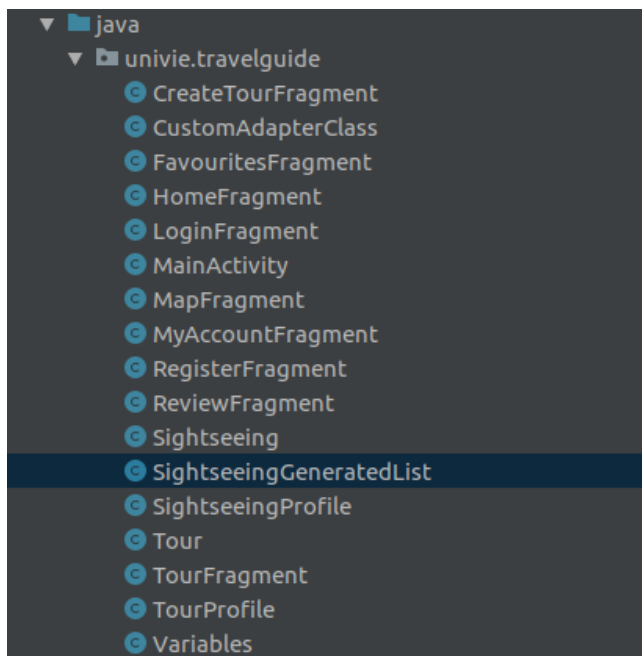 java
univie.travelguide
CreateTourFragment
CustomAdapterClass
FavouritesFragment
HomeFragment
LoginFragment
MainActivity
MapFragment
MyAccountFragment
RegisterFragment
ReviewFragment
Sightseeing
SightseeingGeneratedList
SightseeingProfile
Tour
TourFragment
TourProfile
Variables